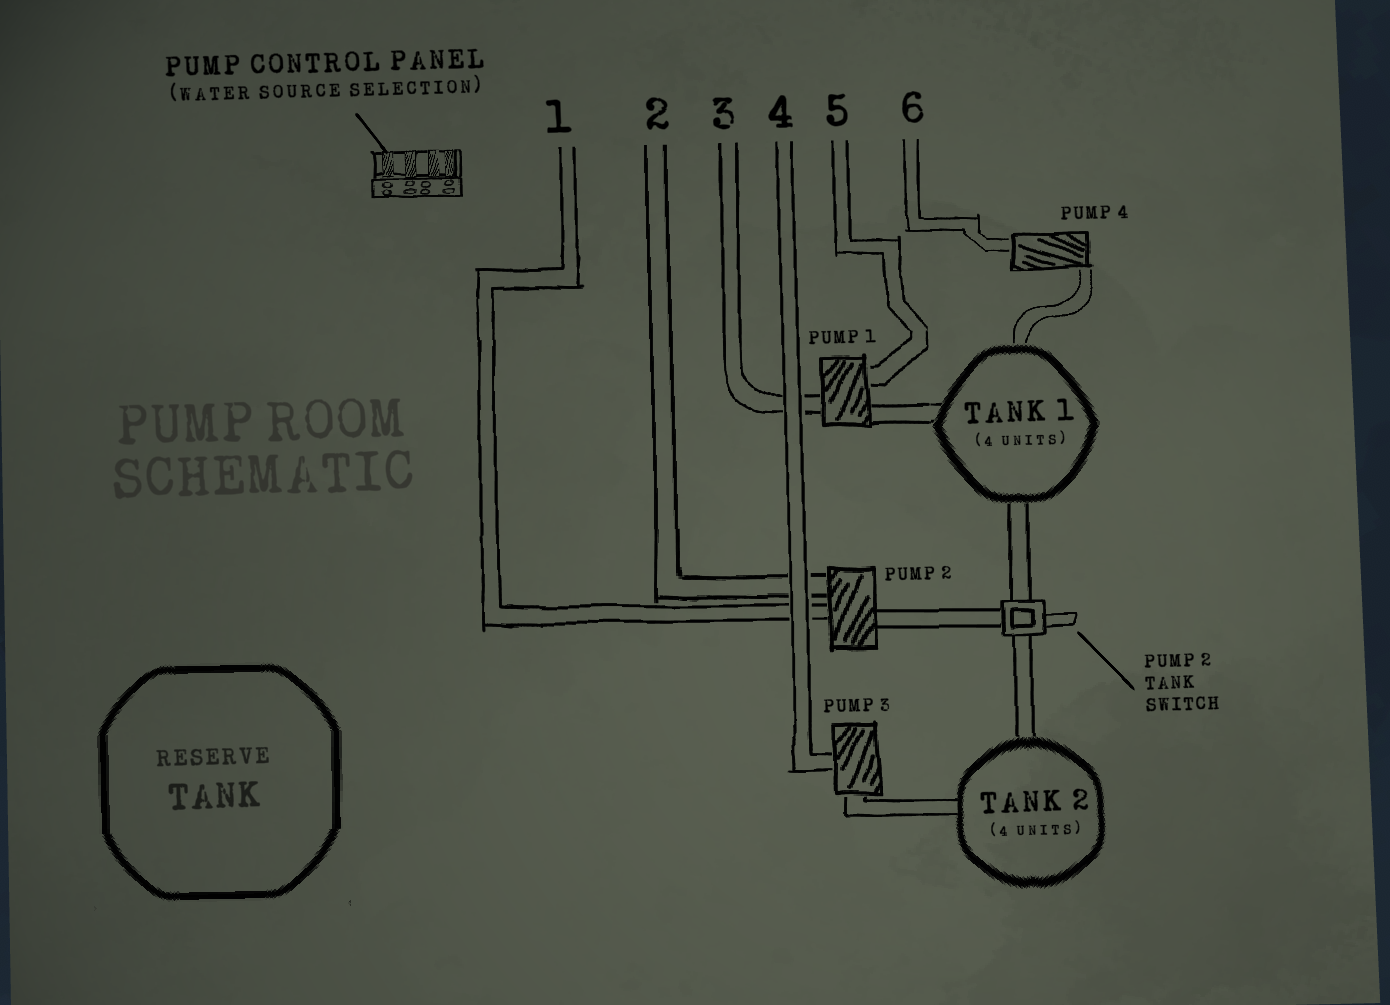 PUMP CONTROL PANEL
(WATER SOURCE SELECTION)
1 2 3 4 5 6
PUMP 4
PUMP 1
TANK 1
(4 UNITS)
PUMP ROOM
SCHEMATIC
PUMP 2
PUMP 2
TANK
SWITCH
PUMP 3
RESERVE
TANK
TANK 2
(4 UNITS)